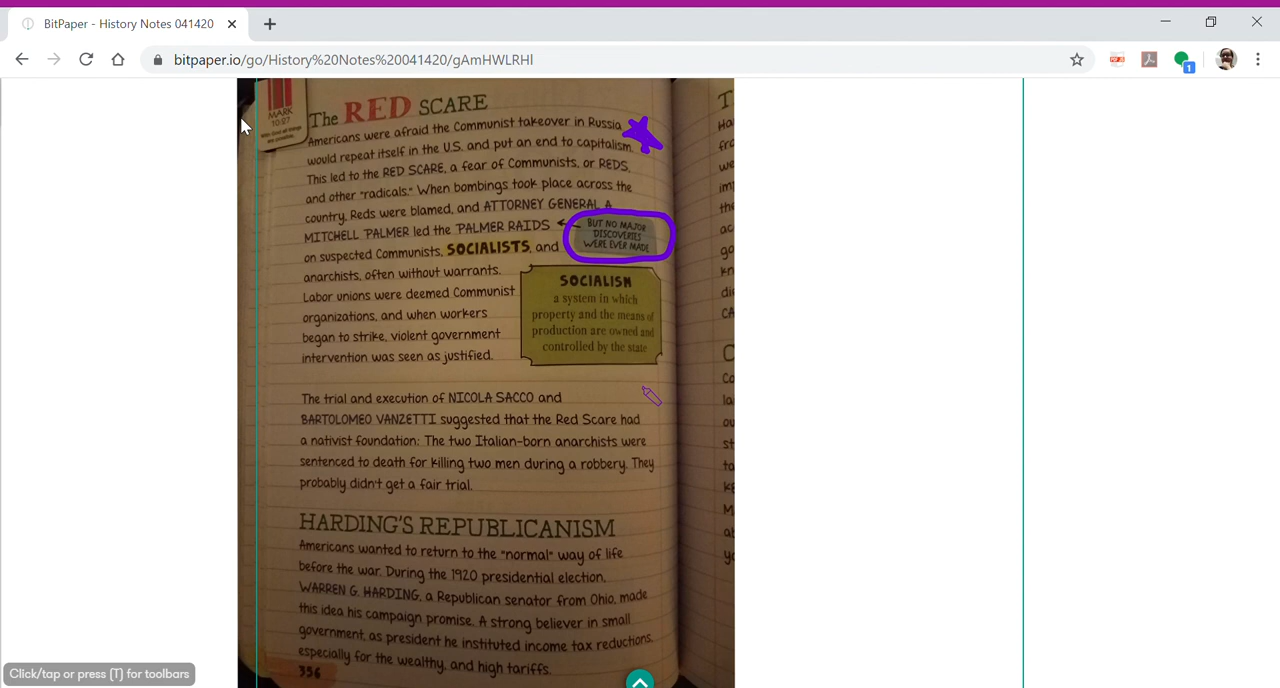 BitPaper - History Notes 041420
bitpaper.io/go/History%20Notes%20041420/gAmHWLRHl
1
MARK
10:27
The RED SCARE
Americans were afraid the Communist takeover in Russia
would repeat itself in the U.S. and put an end to capitalism.
This led to the RED SCARE, a fear of Communists, or REDS,
and other "radicals." When bombings took place across the
country, Reds were blamed, and ATTORNEY GENERAL A.
MITCHELL PALMER led the PALMER RAIDS
on suspected Communists, SOCIALISTS, and
anarchists, often without warrants.
Labor unions were deemed Communist
organizations, and when workers
began to strike, violent government
intervention was seen as justified.
BUT NO MAJOR
DISCOVERIES
WERE EVER MADE
SOCIALISM
a system in which
property and the means of
production are owned and
controlled by the state
The trial and execution of NICOLA SACCO and
BARTOLOMEO VANZETTI suggested that the Red Scare had
a nativist foundation: The two Italian-born anarchists were
sentenced to death for killing two men during a robbery. They
probably didn't get a fair trial.
HARDING'S REPUBLICANISM
Americans wanted to return to the "normal" way of life
before the war. During the 1920 presidential election,
WARREN G. HARDING, a Republican senator from Ohio, made
this idea his campaign promise. A strong believer in small
government, as president he instituted income tax reductions,
especially for the wealthy, and high tariffs.
336
Click/tap or press (T) for toolbars